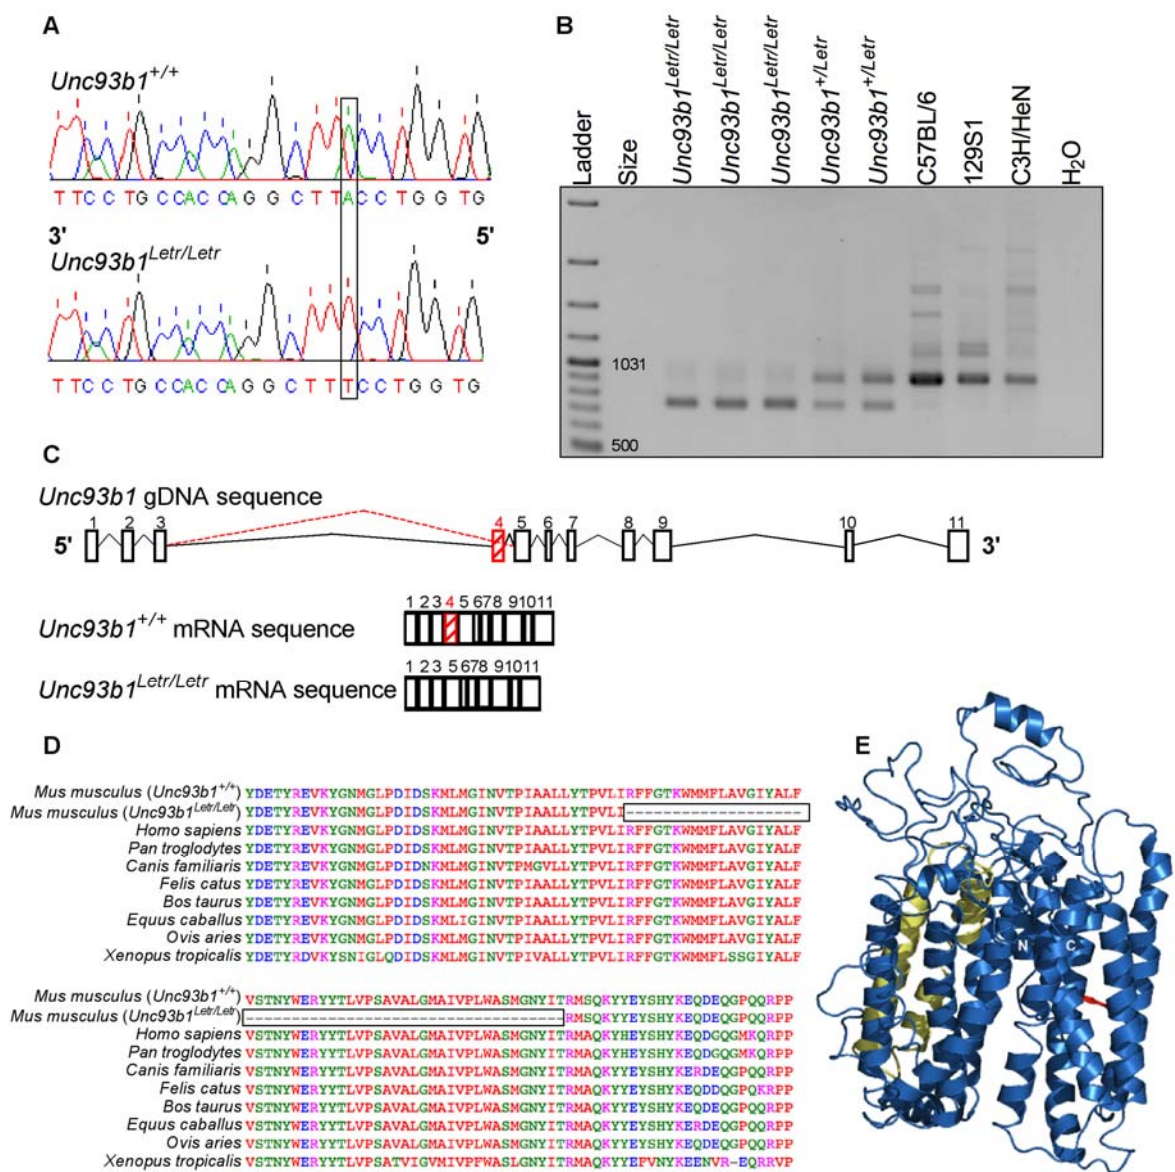 A
Unc93b1+/+
T T C C T G C C A C C A G G C T T A C C T G G T G
3' 5'
Unc93b1Letr/Letr
T T C C T G C C A C C A G G C T T T C C T G G T G
B
Ladder
Size
Unc93b1Letr/Letr
Unc93b1Letr/Letr
Unc93b1Letr/Letr
Unc93b1+/Letr
Unc93b1+/Letr
C57BL/6
129S1
C3H/HeN
H2O
1031
500
C
Unc93b1 gDNA sequence
1 2 3 4 5 6 7 8 9 10 11
5' 3'
1 2 3 4 5 6 7 8 9 10 11
Unc93b1+/+ mRNA sequence
1 2 3 5 6 7 8 9 10 11
Unc93b1Letr/Letr mRNA sequence
D
Mus musculus (Unc93b1+/+) YDETYREVKYGNMGLPDIDSKMLMGINVTPIAALLYTPVLIRFFGTKWMMFLAVGIYALF
Mus musculus (Unc93b1Letr/Letr) YDETYREVKYGNMGLPDIDSKMLMGINVTPIAALLYTPVLI-------------------
Homo sapiens YDETYREVKYGNMGLPDIDSKMLMGINVTPIAALLYTPVLIRFFGTKWMMFLAVGIYALF
Pan troglodytes YDETYREVKYGNMGLPDIDSKMLMGINVTPIAALLYTPVLIRFFGTKWMMFLAVGIYALF
Canis familiaris YDETYREVKYGNMGLPDIDNKMLMGINVTPMGVLLYTPVLIRFFGTKWMMFLAVGIYALF
Felis catus YDETYREVKYGNMGLPDIDSKMLMGINVTPIAALLYTPVLIRFFGTKWMMFLAVGIYALF
Bos taurus YDETYREVKYGNMGLPDIDSKMLMGINVTPIAALLYTPVLIRFFGTKWMMFLAVGIYALF
Equus caballus YDETYREVKYGNMGLPDIDSKMLIGINVTPIAALLYTPVLIRFFGTKWMMFLAVGIYALF
Ovis aries YDETYREVKYGNMGLPDIDSKMLMGINVTPIAALLYTPVLIRFFGTKWMMFLAVGIYALF
Xenopus tropicalis YDETYRDVKYSNIGLQDIDSKMLMGINVTPIVALLYTPVLIRFFGTKWMMFLSSGIYALF
Mus musculus (Unc93b1+/+) VSTNYWERYYTLVPSAVALGMAIVPLWASMGNYITRMSQKYYEYSHYKEQDEQGPQQRPP
Mus musculus (Unc93b1Letr/Letr) -----------------------------------RMSQKYYEYSHYKEQDEQGPQQRPP
Homo sapiens VSTNYWERYYTLVPSAVALGMAIVPLWASMGNYITRMAQKYHEYSHYKEQDGQGMKQRPP
Pan troglodytes VSTNYWERYYTLVPSAVALGMAIVPLWASMGNYITRMAQKYHEYSHYKEQDEQGPQQRPP
Canis familiaris VSTNYWERYYTLVPSAVALGMAIVPLWASMGNYITRMAQKYYEYSHYKERDEQGPQQRPP
Felis catus VSTNYWERYYTLVPSAVALGMAIVPLWASMGNYITRMAQKYYEYSHYKEQDDQGPQKRPP
Bos taurus VSTNYWERYYTLVPSAVALGMAIVPLWASMGNYITRMAQKYYEYSHYKEQDEQGPQQRPP
Equus caballus VSTNYWERYYTLVPSAVALGMAIVPLWASMGNYITRMAQKYYEYSHYKERDEQGPQQRPP
Ovis aries VSTNYWERYYTLVPSAVALGMAIVPLWASMGNYITRMAQKYYEYSHYKEQDEQGPQQRPP
Xenopus tropicalis VSTNYWERYYTLVPSATVIGMVIVPFWASLGNYITRMAQKYYEFVNYKEENVR-EQRRVP
E
N C